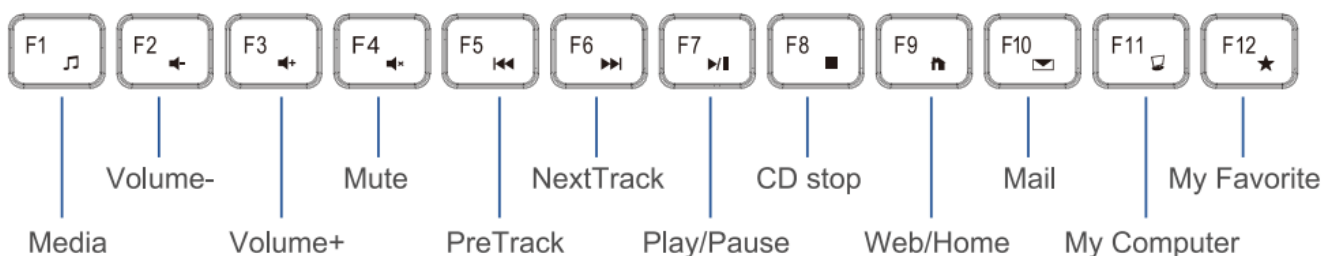 F1 F2 F3 F4 F5 F6 F7 F8 F9 F10 F11 F12
Volume- Mute NextTrack CD stop Mail My Favorite
Media Volume+ PreTrack Play/Pause Web/Home My Computer